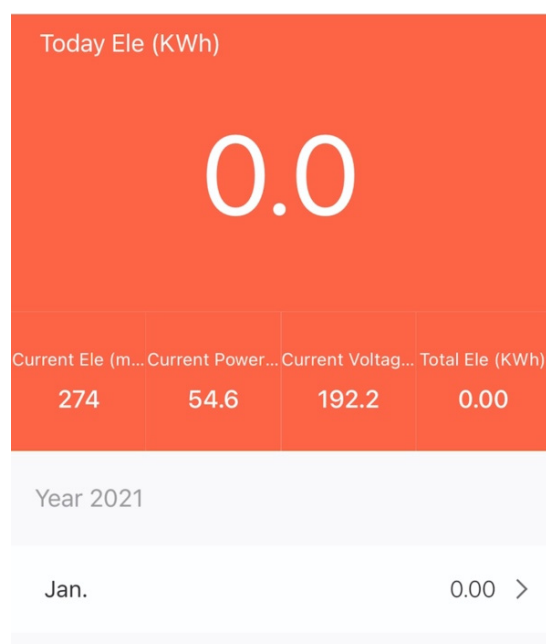 Today Ele (KWh)
0.0
Current Ele (m... Current Power... Current Voltag... Total Ele (KWh)
274 54.6 192.2 0.00
Year 2021
Jan. 0.00 >